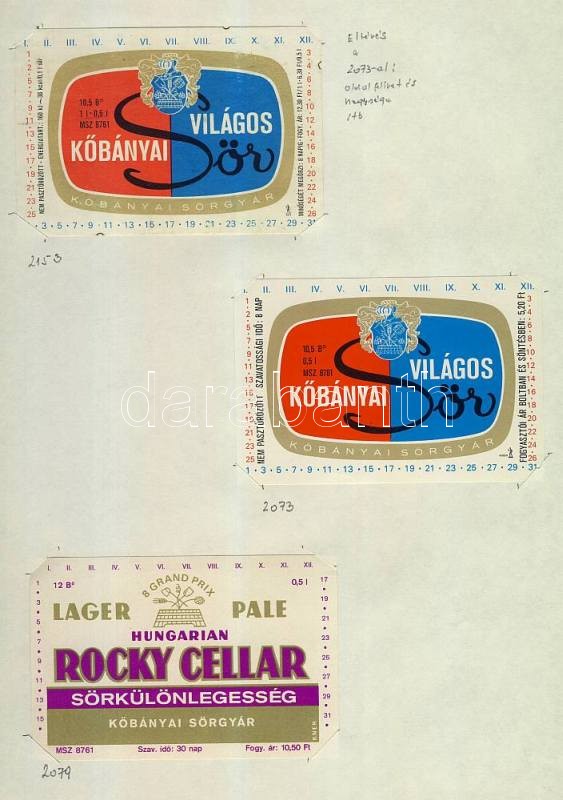 I. II. III. IV. V. VI. VII. VIII. IX. X. XI. XII.
10,5 B°
1 l - 0,5 l
MSZ 8761
VILÁGOS
KŐBÁNYAI
Sör
KŐBÁNYAI SÖRGYÁR
3 • 5 • 7 • 9 • 11 • 13 • 15 • 17 • 19 • 21 • 23 • 25 • 27 • 29 • 31
2153
2073-al:
I. II. III. IV. V. VI. VII. VIII. IX. X. XI. XII.
NEM PASZTŐRÖZÖTT SZAVATOSSÁGI IDŐ: 8 NAP
10,5 B°
0,5 l
MSZ 8761
VILÁGOS
KŐBÁNYAI
Sör
KŐBÁNYAI SÖRGYÁR
FOGYASZTÓI ÁR BOLTBAN ÉS SÖNTÉSBEN: 5,20 Ft
1 • 3 • 5 • 7 • 9 • 11 • 13 • 15 • 17 • 19 • 21 • 23 • 25 • 27 • 29 • 31
2073
darabanth
I. II. III. IV. V. VI. VII. VIII. IX. X. XI. XII.
12 B° 0,5 l
8 GRAND PRIX
LAGER PALE
HUNGARIAN
ROCKY CELLAR
SÖRKÜLÖNLEGESSÉG
KŐBÁNYAI SÖRGYÁR
MSZ 8761 Szav. idő: 30 nap Fogy. ár: 10,50 Ft
2079